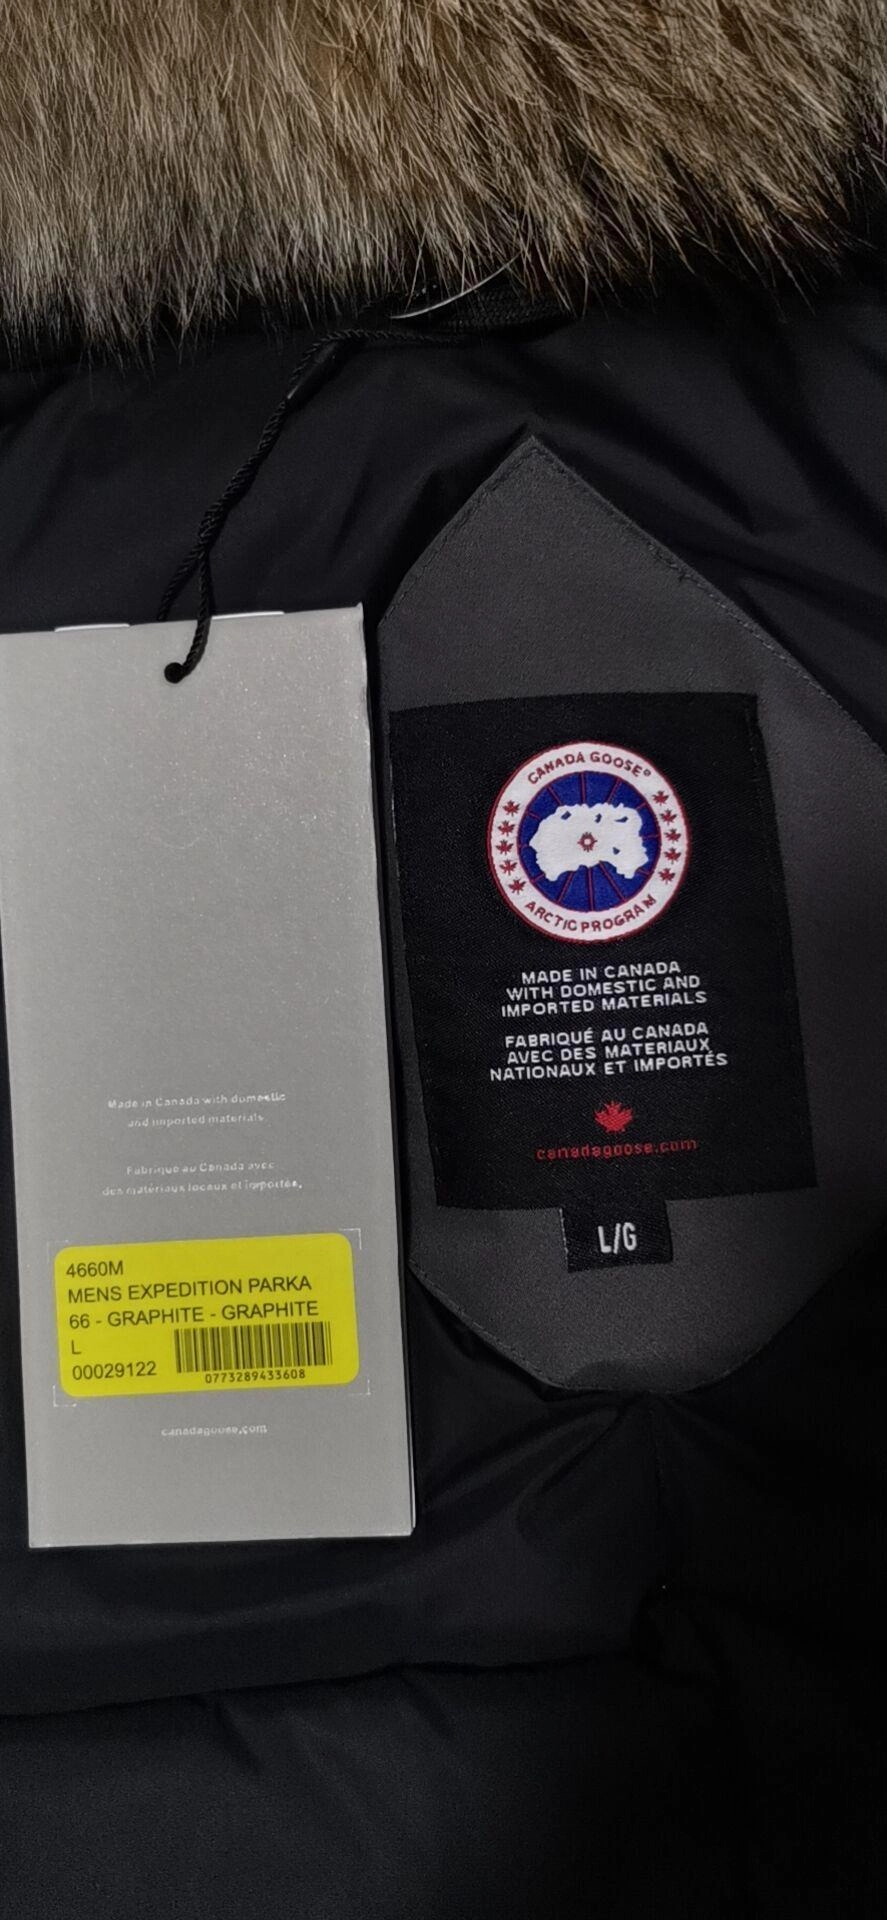 Made in Canada with domestic
and imported materials.
Fabriqué au Canada avec
des matériaux locaux et importés.
4660M
MENS EXPEDITION PARKA
66 - GRAPHITE - GRAPHITE
L
00029122
0773289433608
canadagoose.com
CANADA GOOSE®
ARCTIC PROGRAM
MADE IN CANADA
WITH DOMESTIC AND
IMPORTED MATERIALS
FABRIQUÉ AU CANADA
AVEC DES MATERIAUX
NATIONAUX ET IMPORTÉS
canadagoose.com
L/G